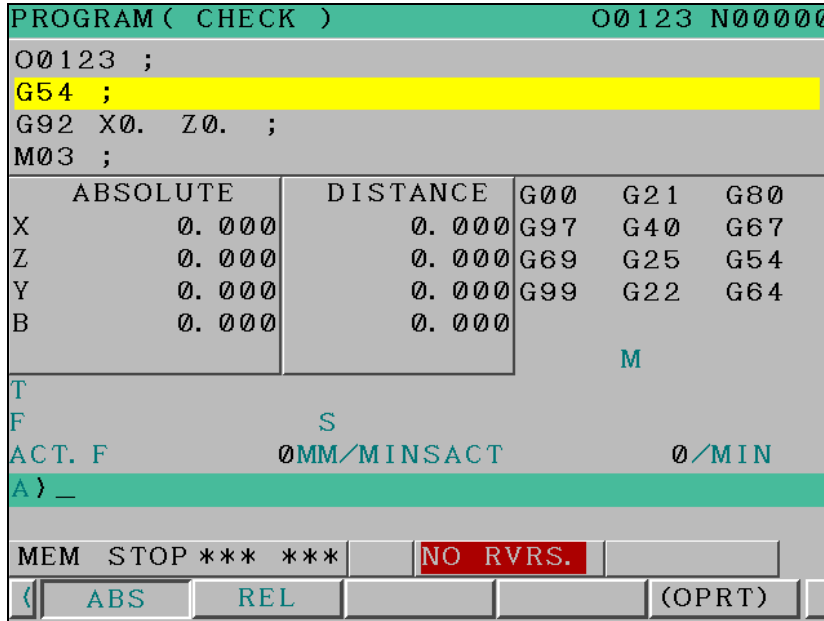 PROGRAM ( CHECK ) O0123 N00000
O0123 ;
G54 ;
G92 X0. Z0. ;
M03 ;
ABSOLUTE DISTANCE G00 G21 G80
X 0. 000 0. 000 G97 G40 G67
Z 0. 000 0. 000 G69 G25 G54
Y 0. 000 0. 000 G99 G22 G64
B 0. 000 0. 000
M
T
F S
ACT. F 0MM/MINSACT 0/MIN
A)_
MEM STOP *** *** NO RVRS.
( ABS REL (OPRT)